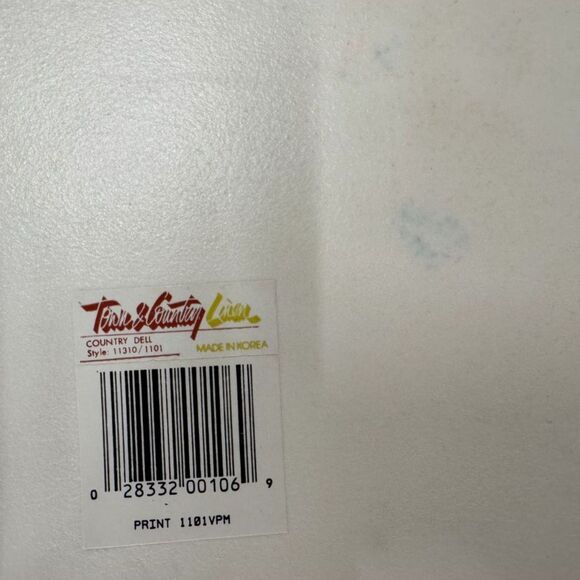 Town & Country Linen
COUNTRY DELL
Style: 11310/1101
MADE IN KOREA
0 28332 00106 9
PRINT 1101VPM